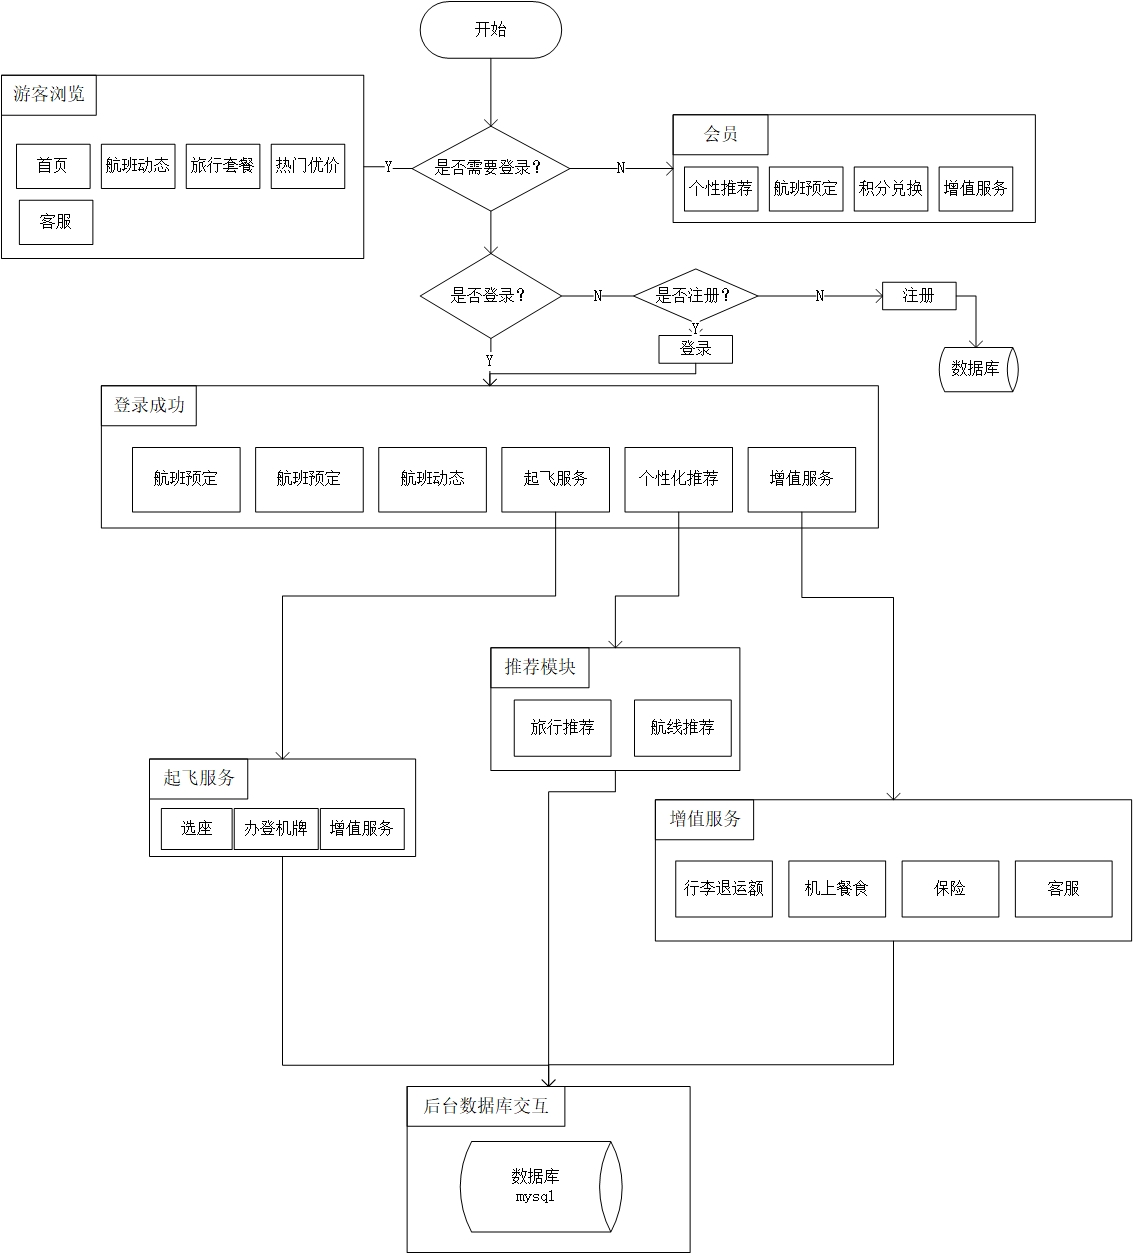 开始
游客浏览
首页
航班动态
旅行套餐
热门优价
客服
Y
是否需要登录？
N
会员
个性推荐
航班预定
积分兑换
增值服务
是否登录？
N
是否注册？
N
注册
Y
登录
数据库
Y
登录成功
航班预定
航班预定
航班动态
起飞服务
个性化推荐
增值服务
推荐模块
旅行推荐
航线推荐
起飞服务
选座
办登机牌
增值服务
增值服务
行李退运额
机上餐食
保险
客服
后台数据库交互
数据库
mysql